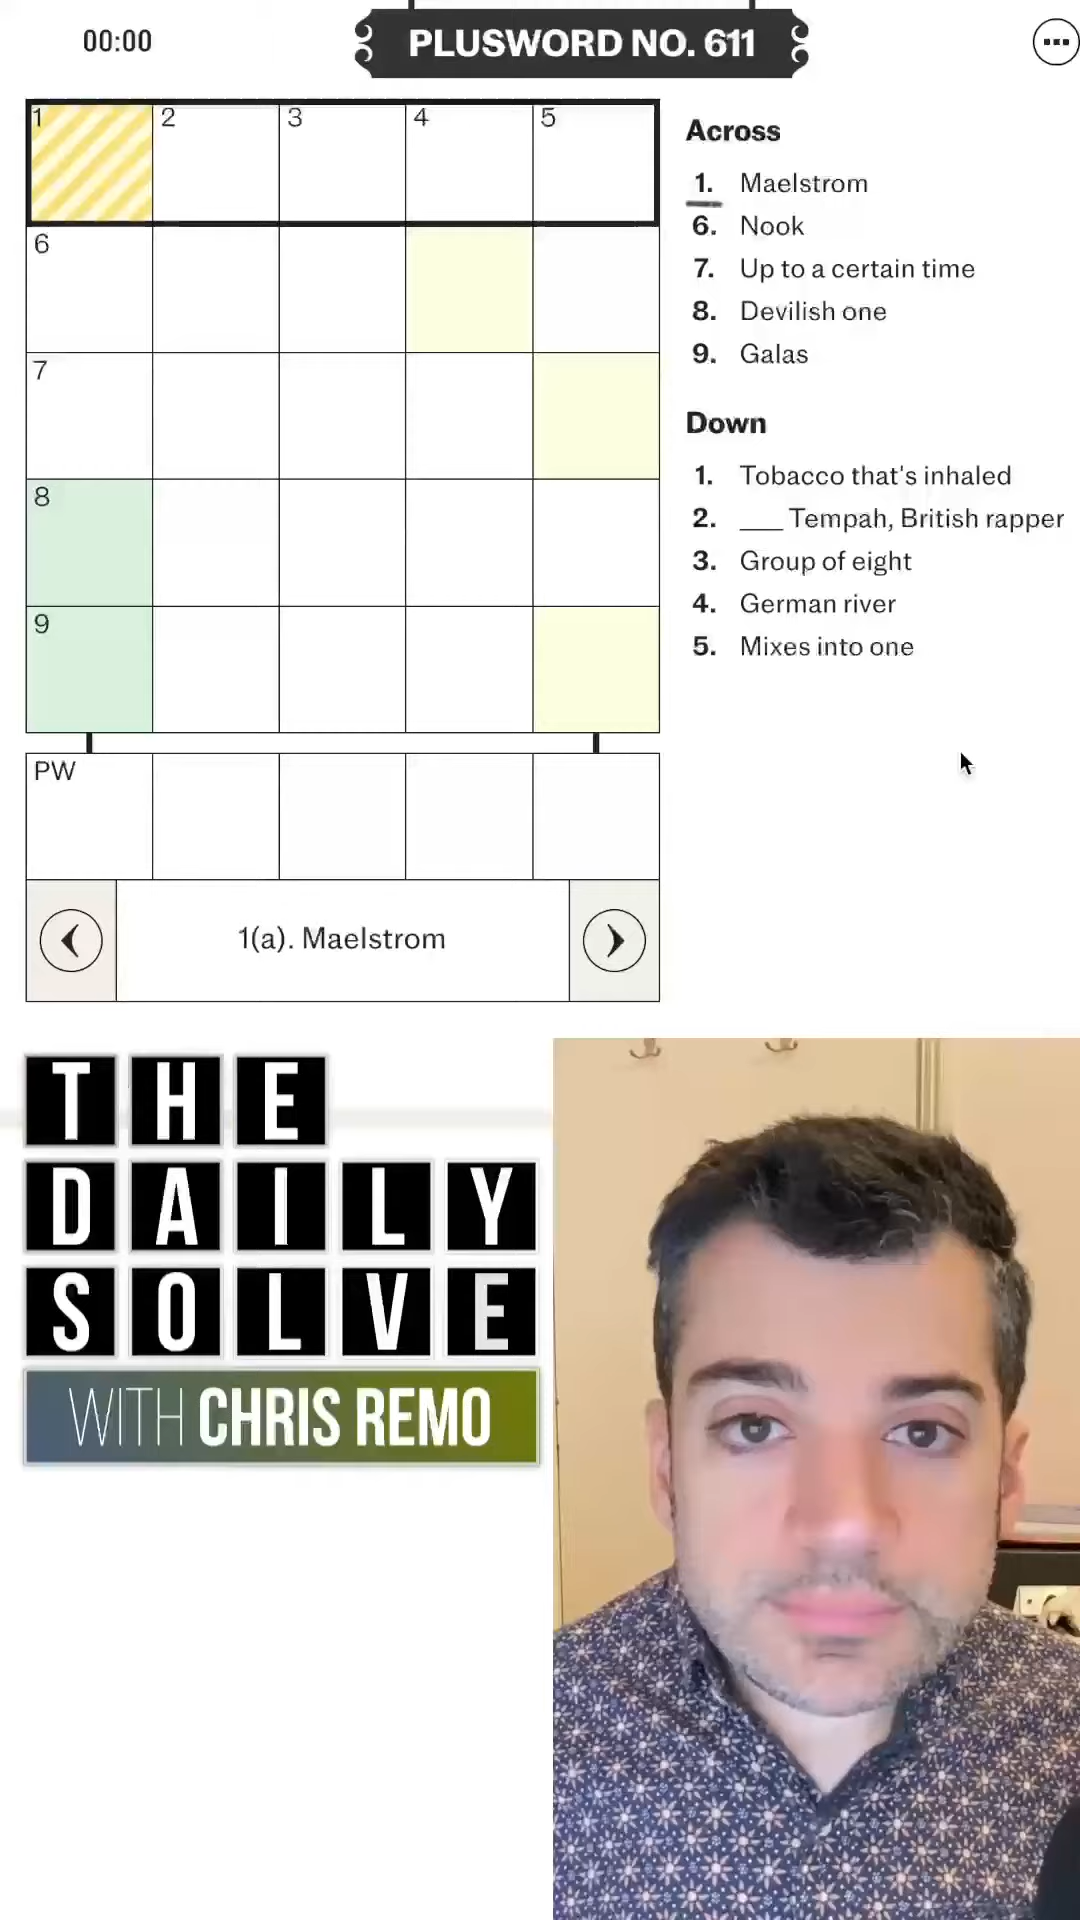 00:00
PLUSWORD NO. 611
1 2 3 4 5
6
7
8
9
PW
1(a). Maelstrom
Across
1. Maelstrom
6. Nook
7. Up to a certain time
8. Devilish one
9. Galas
Down
1. Tobacco that's inhaled
2. ___ Tempah, British rapper
3. Group of eight
4. German river
5. Mixes into one
THE
DAILY
SOLVE
WITH CHRIS REMO